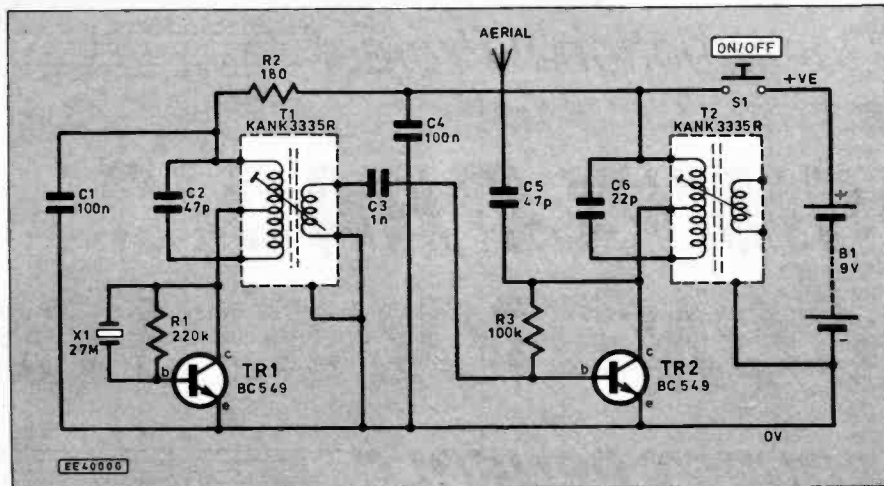 AERIAL
ON/OFF
R2
180
+VE
S1
T1
KANK3335R
T2
KANK3335R
C4
100n
C1
100n
C2
47p
C3
1n
C5
47p
C6
22p
+
B1
9V
-
X1
27M
R1
220k
R3
100k
b
c
e
TR1
BC549
b
c
e
TR2
BC549
0V
EE4000G